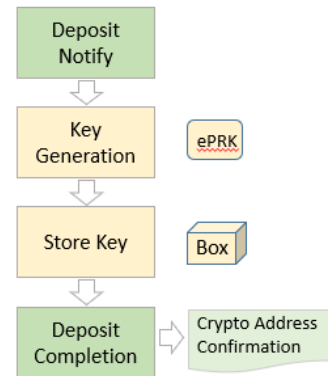 Deposit
Notify
Key
Generation
ePRK
Store Key
Box
Deposit
Completion
Crypto Address
Confirmation